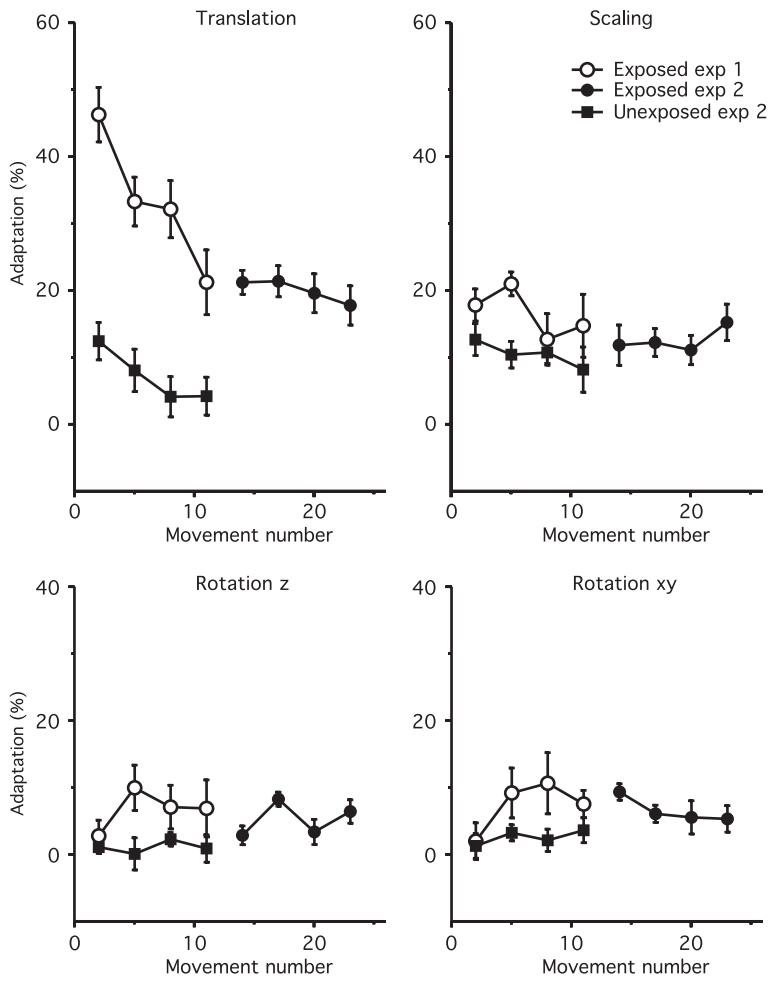 Translation
60
40
20
0
Adaptation (%)
0 10 20
Movement number
Scaling
60
40
20
0
Exposed exp 1
Exposed exp 2
Unexposed exp 2
0 10 20
Movement number
Rotation z
40
20
0
Adaptation (%)
0 10 20
Movement number
Rotation xy
40
20
0
0 10 20
Movement number